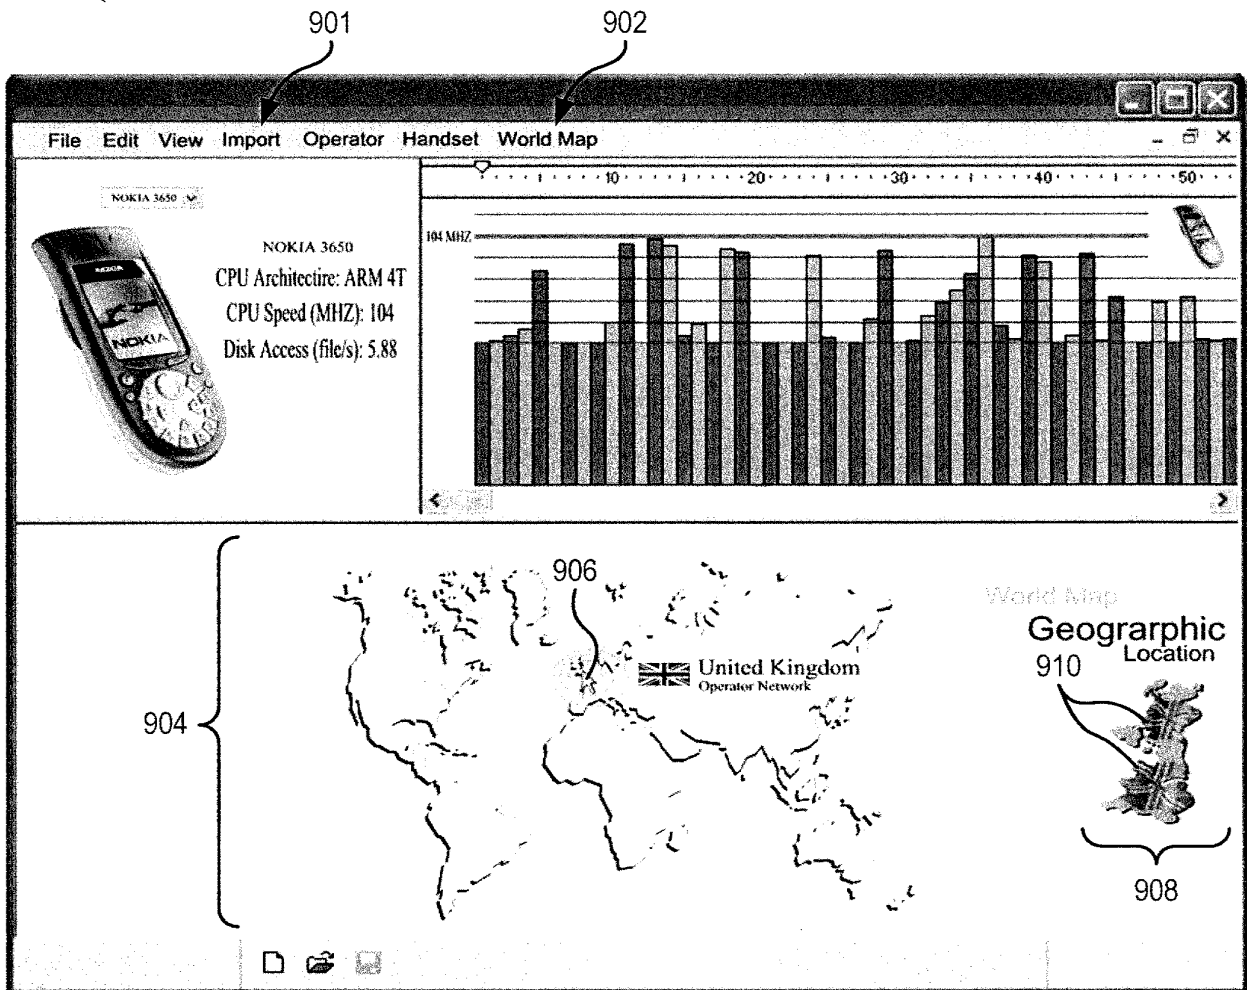 901
902
File Edit View Import Operator Handset World Map
NOKIA 3650
NOKIA 3650
CPU Architectire: ARM 4T
CPU Speed (MHZ): 104
Disk Access (file/s): 5.88
NOKIA
NOKIA
10 20 30 40 50
104 MHZ
904
906
United Kingdom
Operator Network
World Map
Geograrphic
Location
910
908